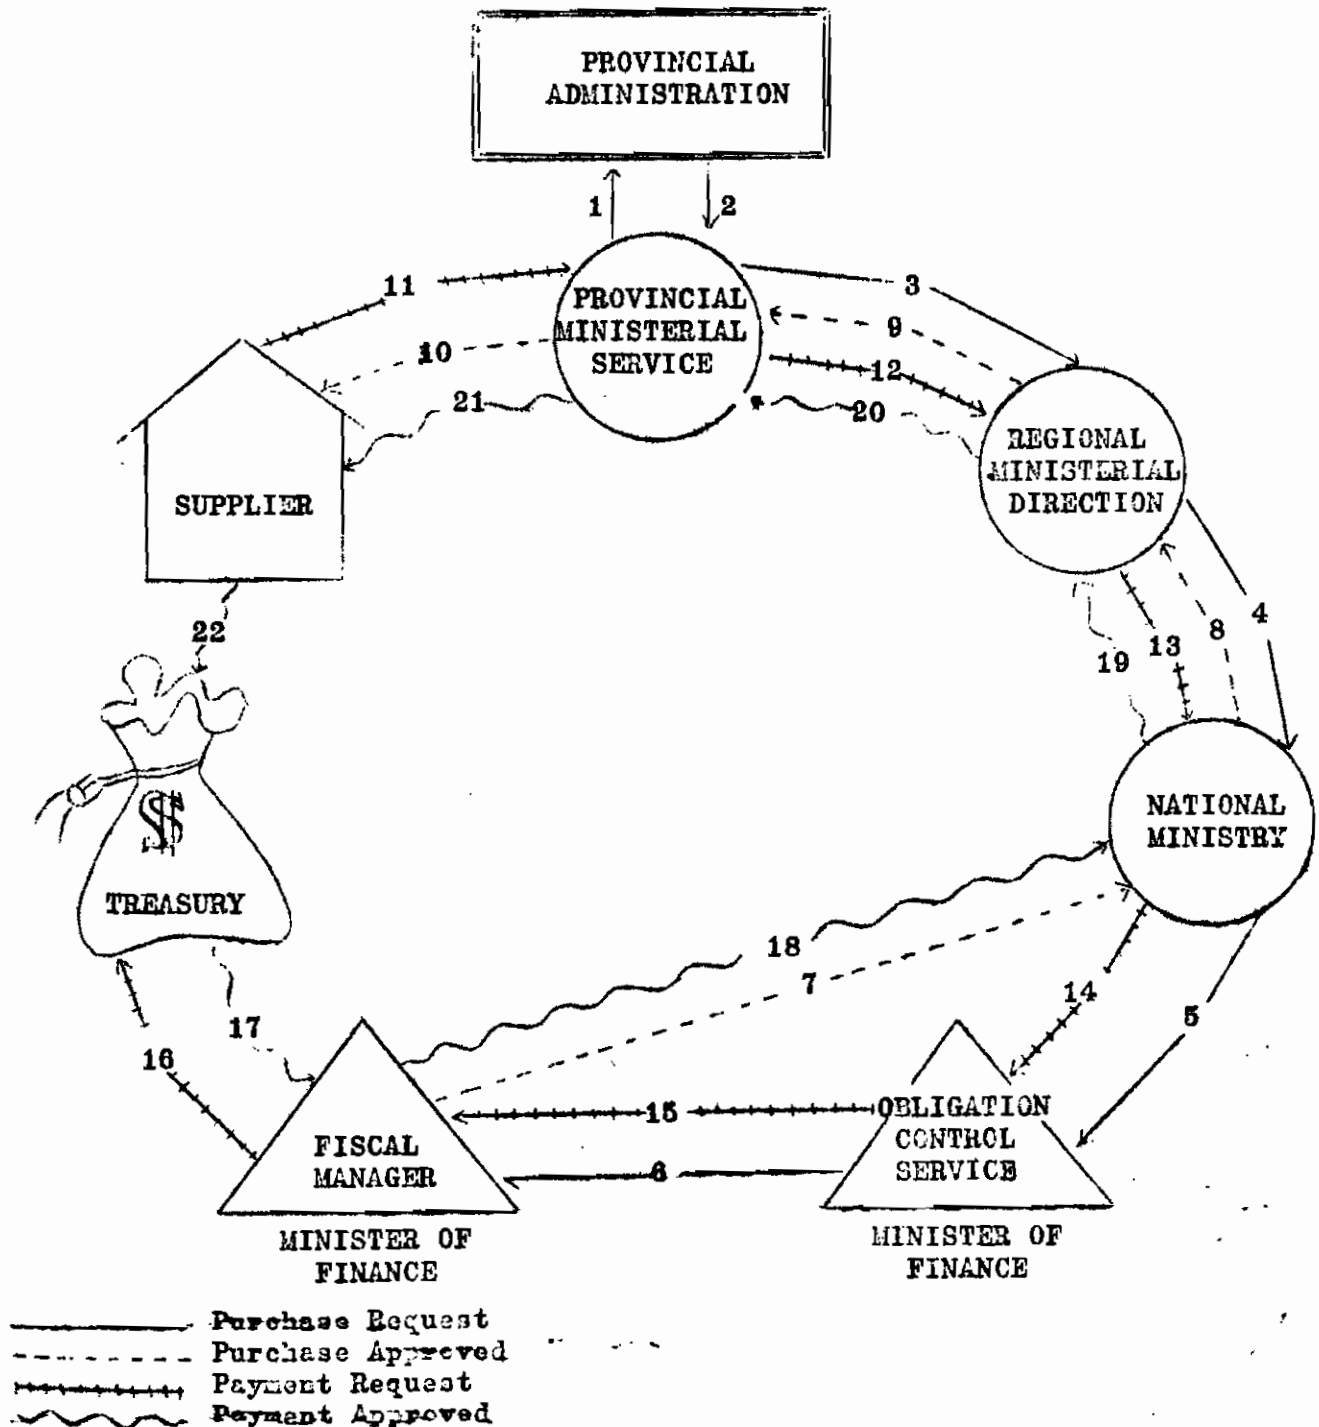 PROVINCIAL
ADMINISTRATION
1
2
11
3
PROVINCIAL
MINISTERIAL
SERVICE
9
10
12
21
20
REGIONAL
MINISTERIAL
DIRECTION
SUPPLIER
22
4
8
13
19
NATIONAL
MINISTRY
$
TREASURY
18
7
14
5
17
16
15
OBLIGATION
CONTROL
SERVICE
FISCAL
MANAGER
6
MINISTER OF
FINANCE
MINISTER OF
FINANCE
Purchase Request
Purchase Approved
Payment Request
Payment Approved